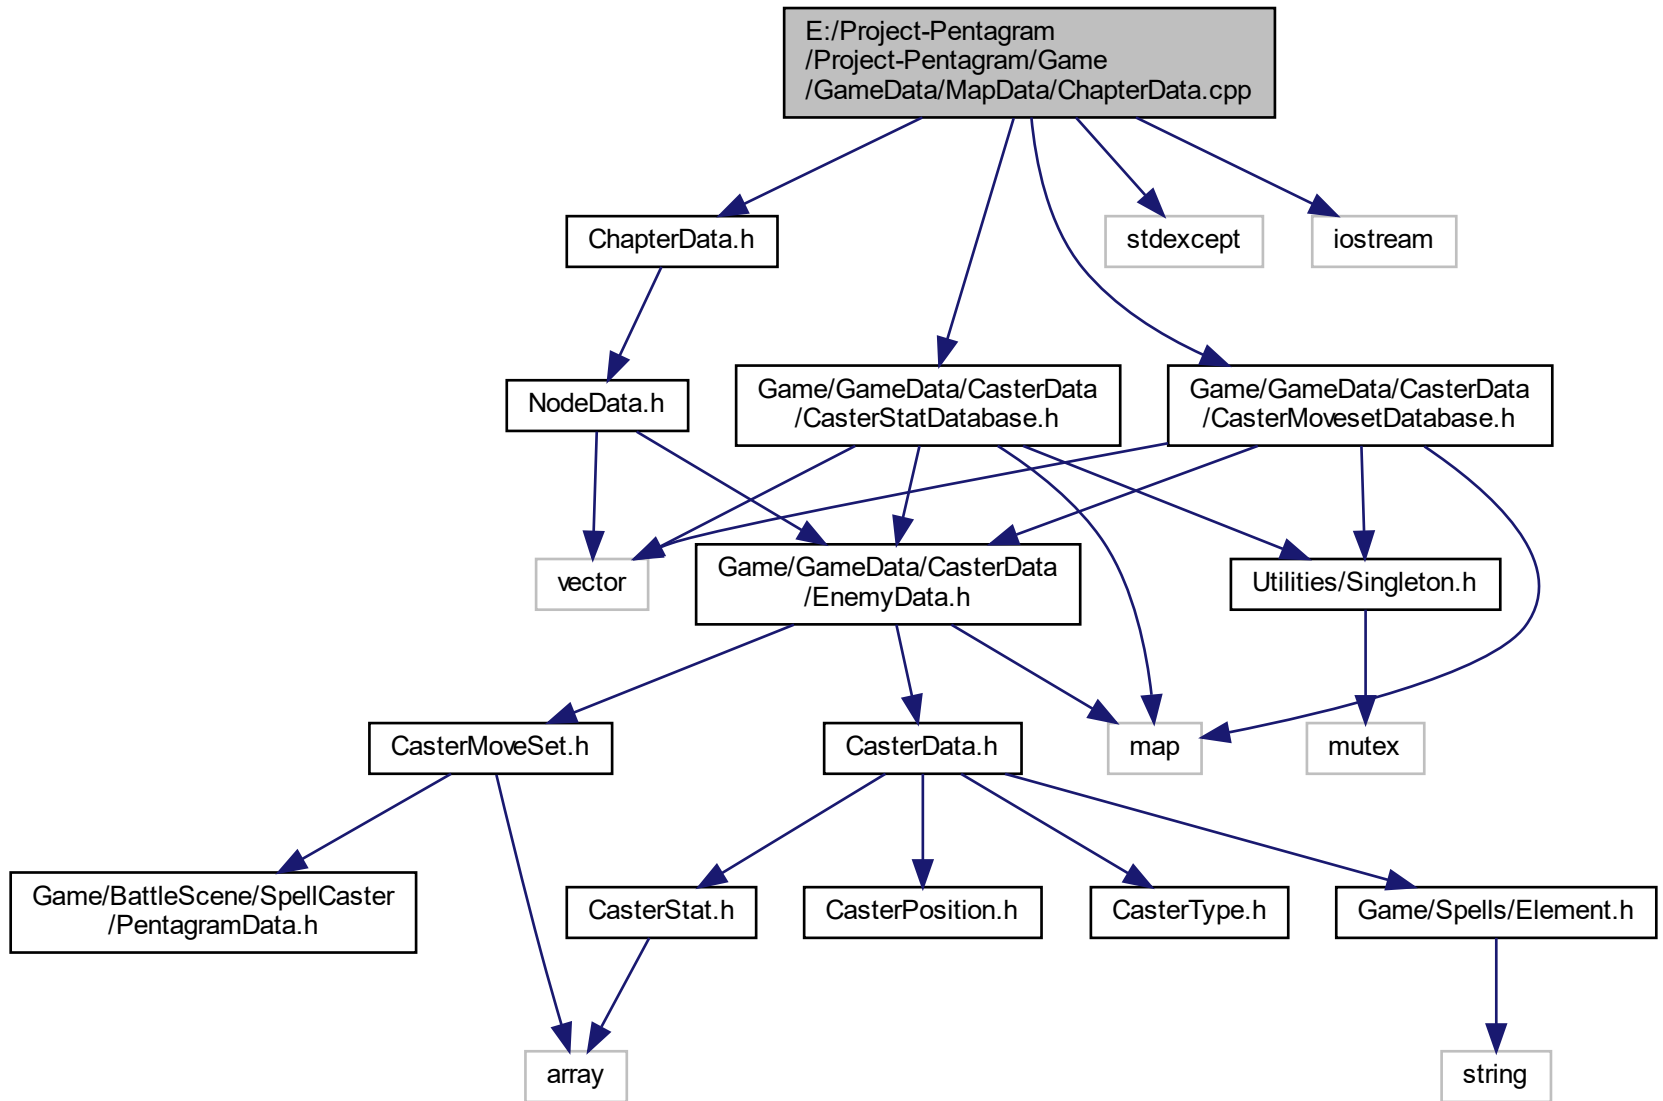 E:/Project-Pentagram
/Project-Pentagram/Game
/GameData/MapData/ChapterData.cpp
ChapterData.h
stdexcept
iostream
NodeData.h
Game/GameData/CasterData
/CasterStatDatabase.h
Game/GameData/CasterData
/CasterMovesetDatabase.h
vector
Game/GameData/CasterData
/EnemyData.h
Utilities/Singleton.h
CasterMoveSet.h
CasterData.h
map
mutex
Game/BattleScene/SpellCaster
/PentagramData.h
CasterStat.h
CasterPosition.h
CasterType.h
Game/Spells/Element.h
array
string